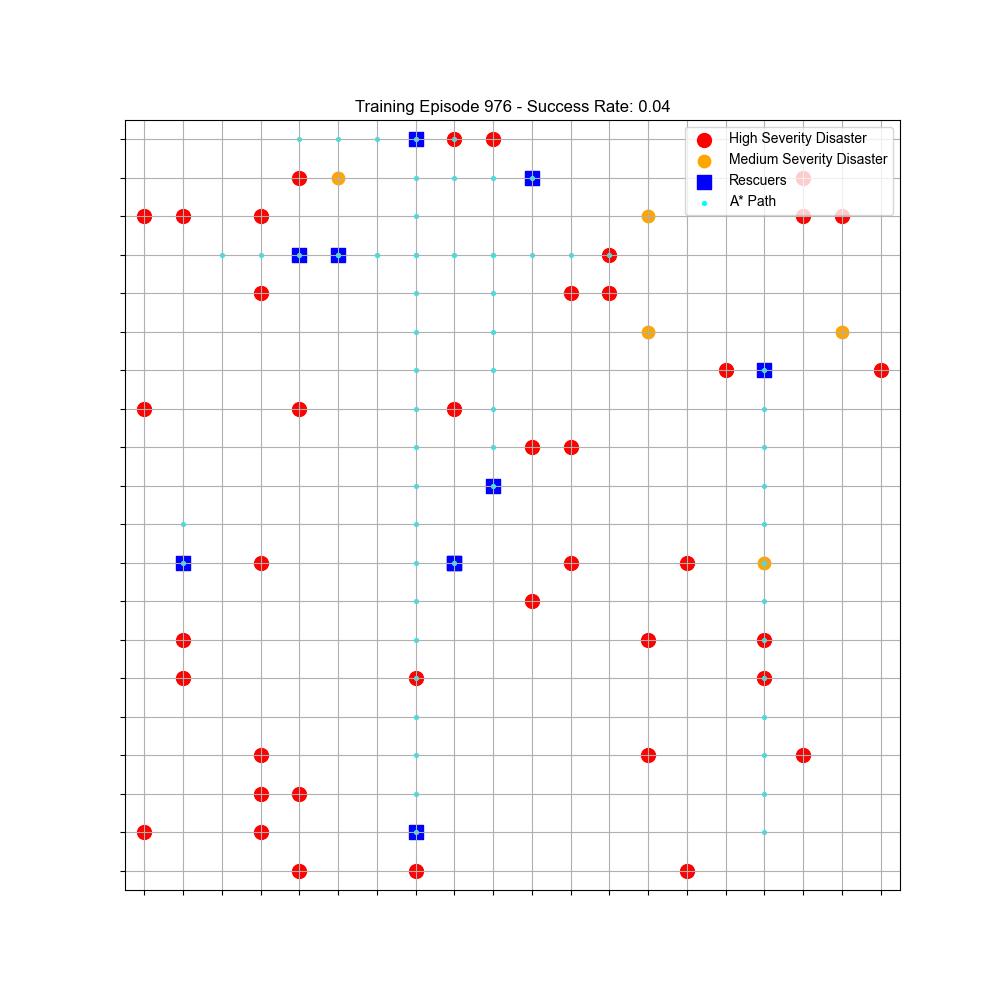 Training Episode 976 - Success Rate: 0.04
High Severity Disaster
Medium Severity Disaster
Rescuers
A* Path